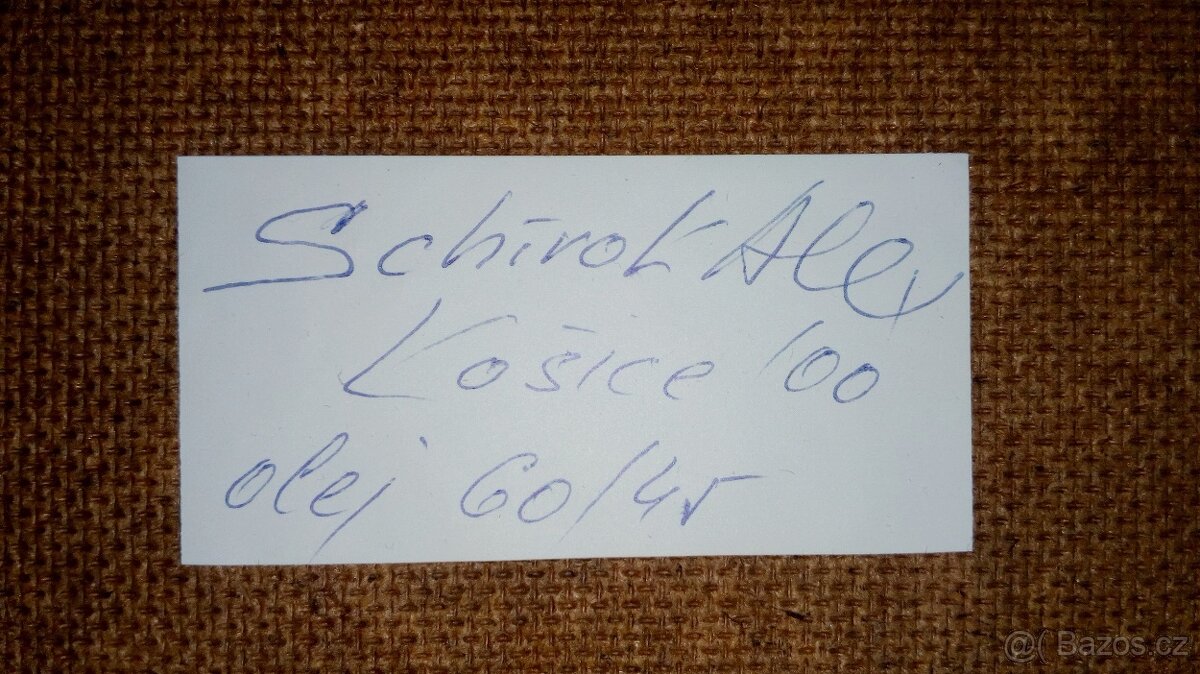 Schirok Alex
Košice '00
olej 60/45
@( Bazos.cz